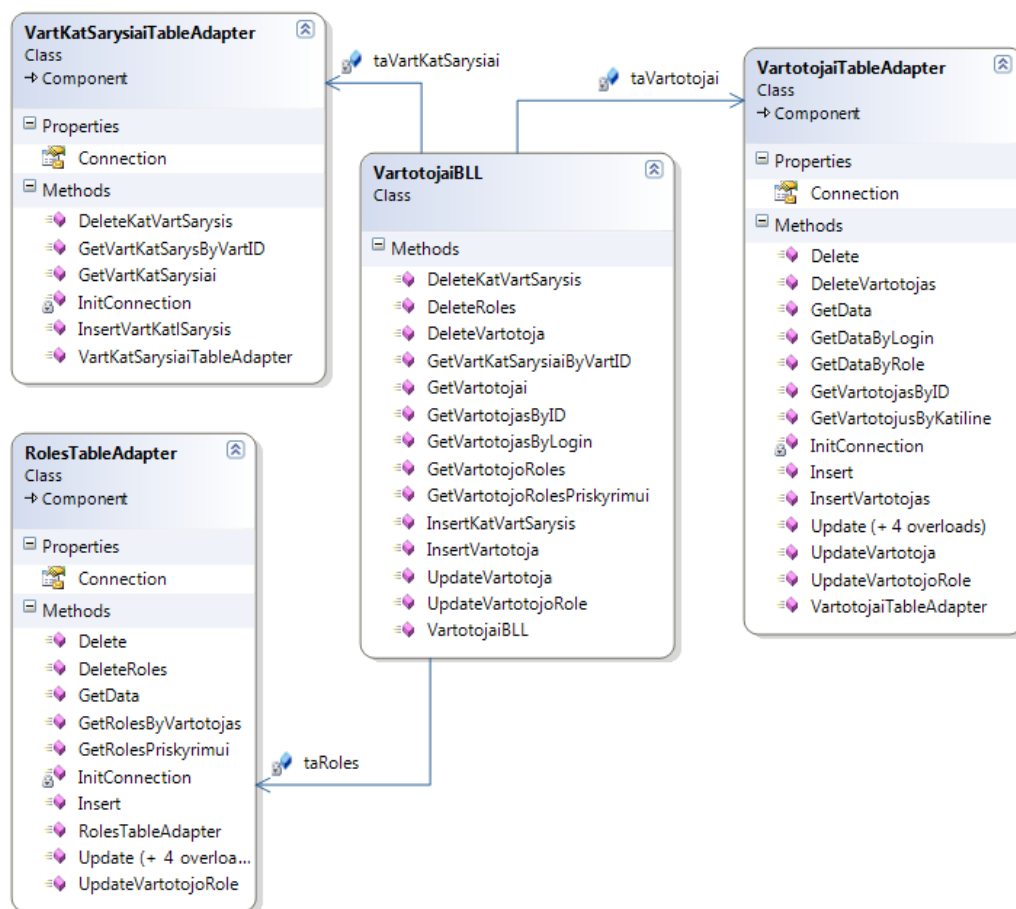 VartKatSarysiaiTableAdapter
Class
Component
Properties
Connection
Methods
DeleteKatVartSarysis
GetVartKatSarysByVartID
GetVartKatSarysiai
InitConnection
InsertVartKatlSarysis
VartKatSarysiaiTableAdapter
taVartKatSarysiai
taVartotojai
VartotojaiBLL
Class
Methods
DeleteKatVartSarysis
DeleteRoles
DeleteVartotoja
GetVartKatSarysiaiByVartID
GetVartotojai
GetVartotojasByID
GetVartotojasByLogin
GetVartotojoRoles
GetVartotojoRolesPriskyrimui
InsertKatVartSarysis
InsertVartotoja
UpdateVartotoja
UpdateVartotojoRole
VartotojaiBLL
VartotojaiTableAdapter
Class
Component
Properties
Connection
Methods
Delete
DeleteVartotojas
GetData
GetDataByLogin
GetDataByRole
GetVartotojasByID
GetVartotojusByKatiline
InitConnection
Insert
InsertVartotojas
Update (+ 4 overloads)
UpdateVartotoja
UpdateVartotojoRole
VartotojaiTableAdapter
RolesTableAdapter
Class
Component
Properties
Connection
Methods
Delete
DeleteRoles
GetData
GetRolesByVartotojas
GetRolesPriskyrimui
InitConnection
Insert
RolesTableAdapter
Update (+ 4 overloa...
UpdateVartotojoRole
taRoles